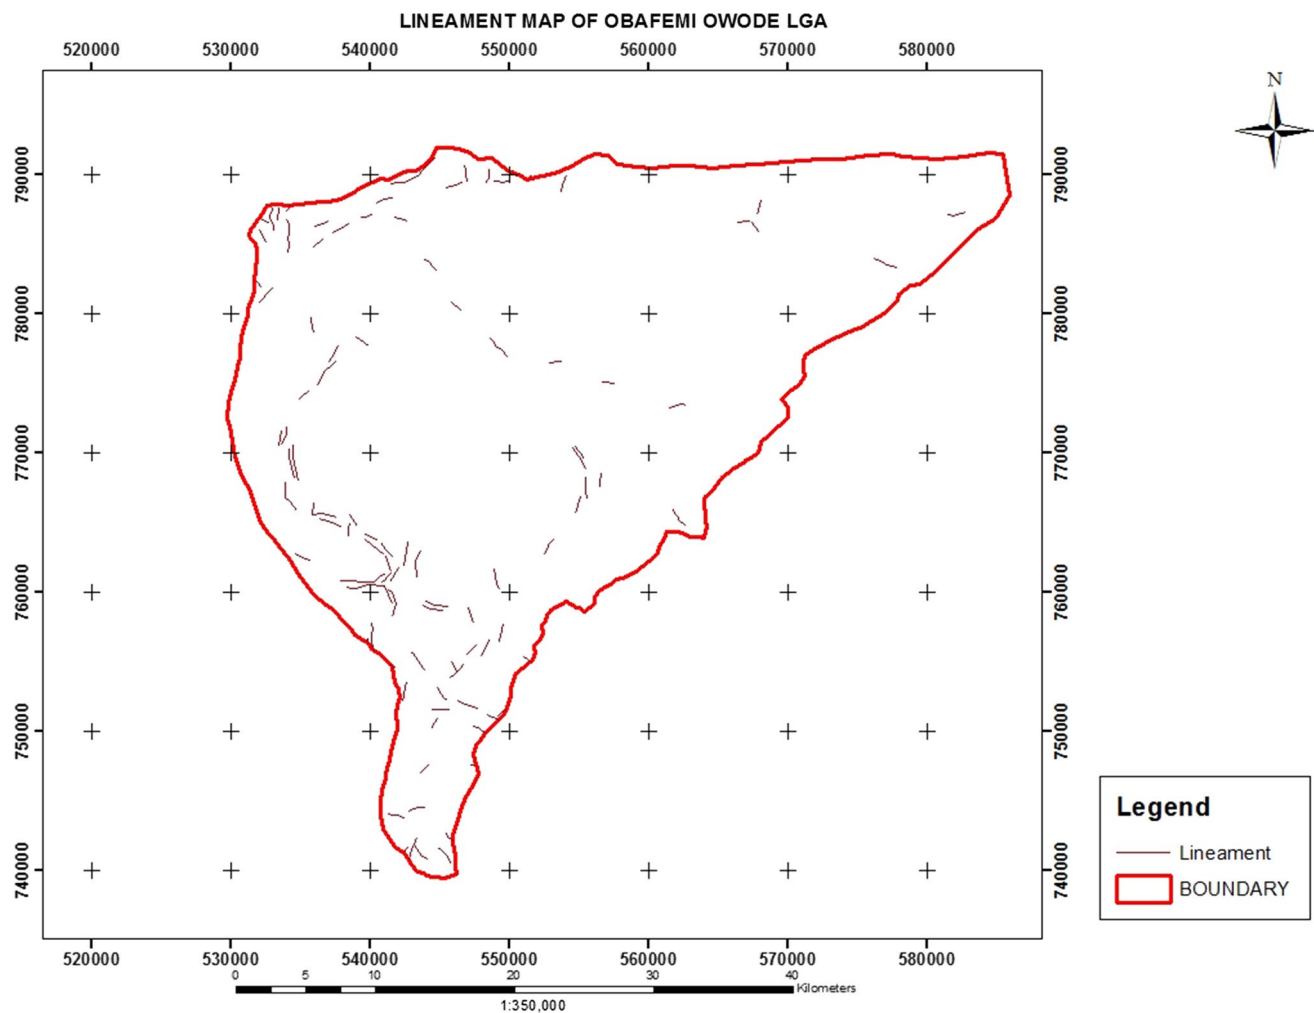 LINEAMENT MAP OF OBAFEMI OWODE LGA
520000 530000 540000 550000 560000 570000 580000
N
790000 790000
780000 780000
770000 770000
760000 760000
750000 750000
740000 740000
Legend
Lineament
BOUNDARY
520000 530000 540000 550000 560000 570000 580000
0 5 10 20 30 40
Kilometers
1:350,000